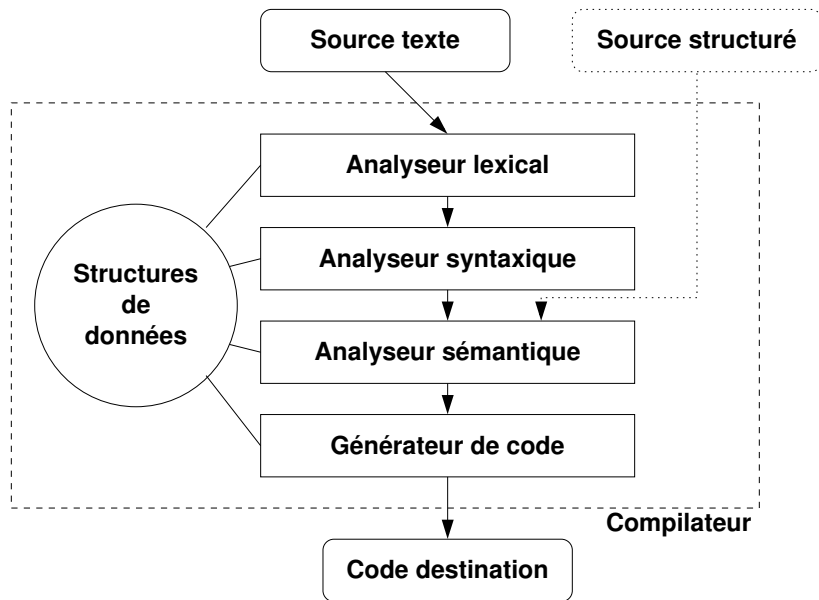 Source texte
Source structuré
Analyseur lexical
Analyseur syntaxique
Structures
de
données
Analyseur sémantique
Générateur de code
Compilateur
Code destination